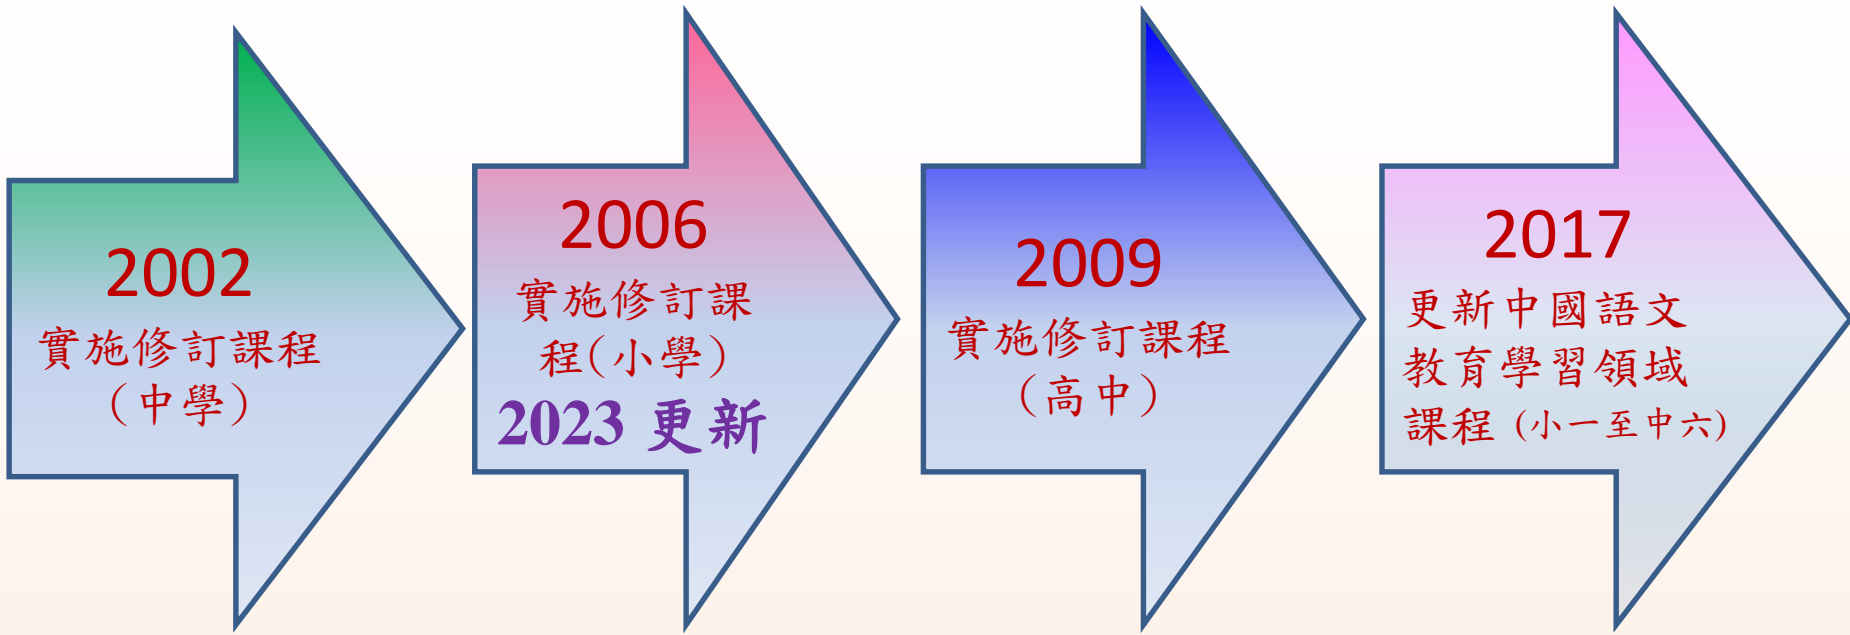 2002
實施修訂課程
(中學)
2006
實施修訂課
程(小學)
2023 更新
2009
實施修訂課程
(高中)
2017
更新中國語文
教育學習領域
課程 (小一至中六)